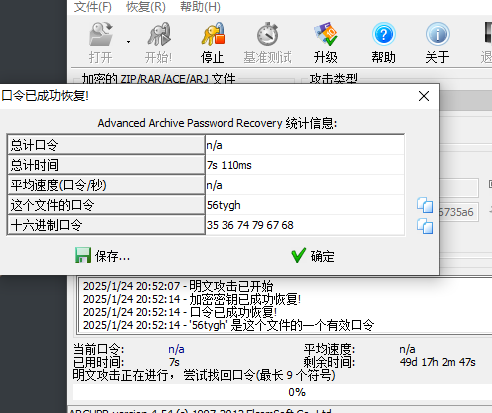 文件(F) 恢复(R) 帮助(H)
打开 开始! 停止 基准测试 升级 帮助 关于 退
加密的 ZIP/RAR/ACE/ARJ 文件 攻击类型
口令已成功恢复!
Advanced Archive Password Recovery 统计信息:
总计口令 n/a
总计时间 7s 110ms
平均速度(口令/秒) n/a
这个文件的口令 56tygh
十六进制口令 35 36 74 79 67 68
6735a6
保存... 确定
2025/1/24 20:52:07 - 明文攻击已开始
2025/1/24 20:52:14 - 加密密钥已成功恢复!
2025/1/24 20:52:14 - 口令已成功恢复!
2025/1/24 20:52:14 - '56tygh' 是这个文件的一个有效口令
当前口令: n/a 平均速度: n/a
已用时间: 7s 剩余时间: 49d 17h 2m 47s
明文攻击正在进行，尝试找回口令(最长 9 个符号)
0%
ARCHPR version 4.54 (c) 1997-2012 ElcomSoft Co. Ltd.